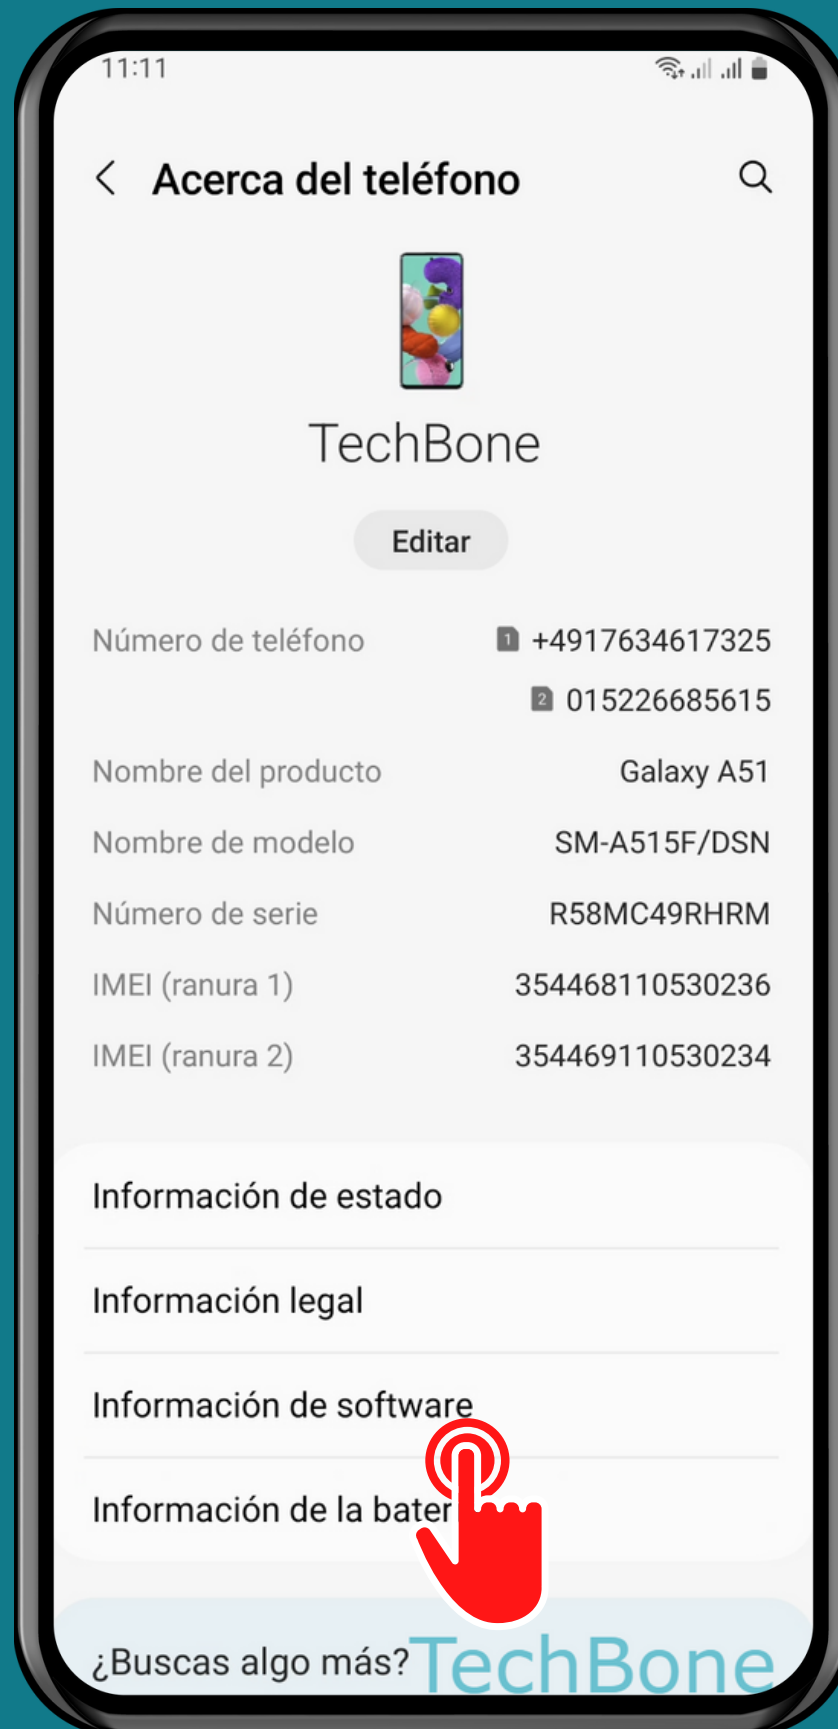 11:11
Acerca del teléfono
TechBone
Editar
Número de teléfono 1 +4917634617325
2 015226685615
Nombre del producto Galaxy A51
Nombre de modelo SM-A515F/DSN
Número de serie R58MC49RHRM
IMEI (ranura 1) 354468110530236
IMEI (ranura 2) 354469110530234
Información de estado
Información legal
Información de software
Información de la bater
¿Buscas algo más? TechBone